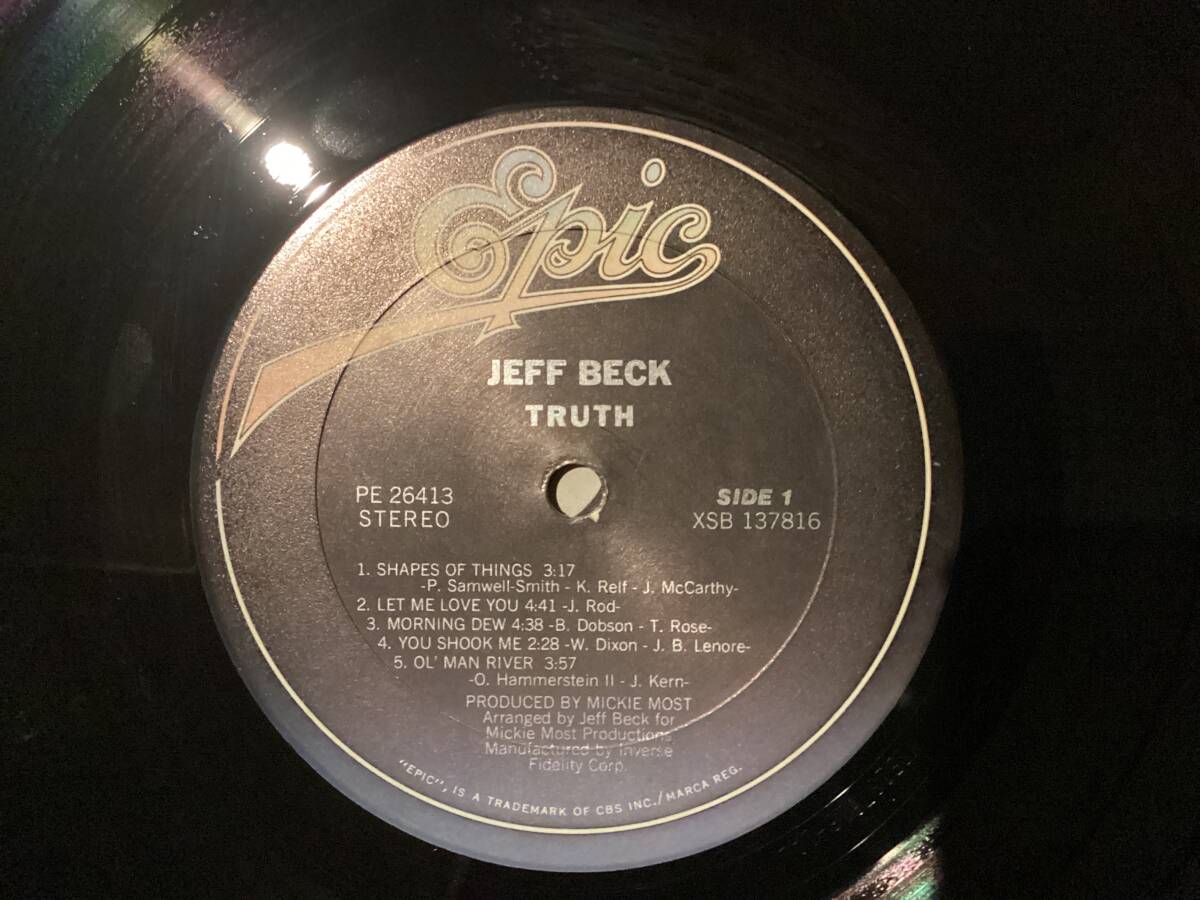 Epic
JEFF BECK
TRUTH
PE 26413
STEREO
SIDE 1
XSB 137816
1. SHAPES OF THINGS 3:17
-P. Samwell-Smith - K. Relf - J. McCarthy-
2. LET ME LOVE YOU 4:41 -J. Rod-
3. MORNING DEW 4:38 -B. Dobson - T. Rose-
4. YOU SHOOK ME 2:28 -W. Dixon - J. B. Lenore-
5. OL' MAN RIVER 3:57
-O. Hammerstein II - J. Kern-
PRODUCED BY MICKIE MOST
Arranged by Jeff Beck for
Mickie Most Productions
Manufactured by Inverse
Fidelity Corp.
"EPIC", IS A TRADEMARK OF CBS INC./MARCA REG.